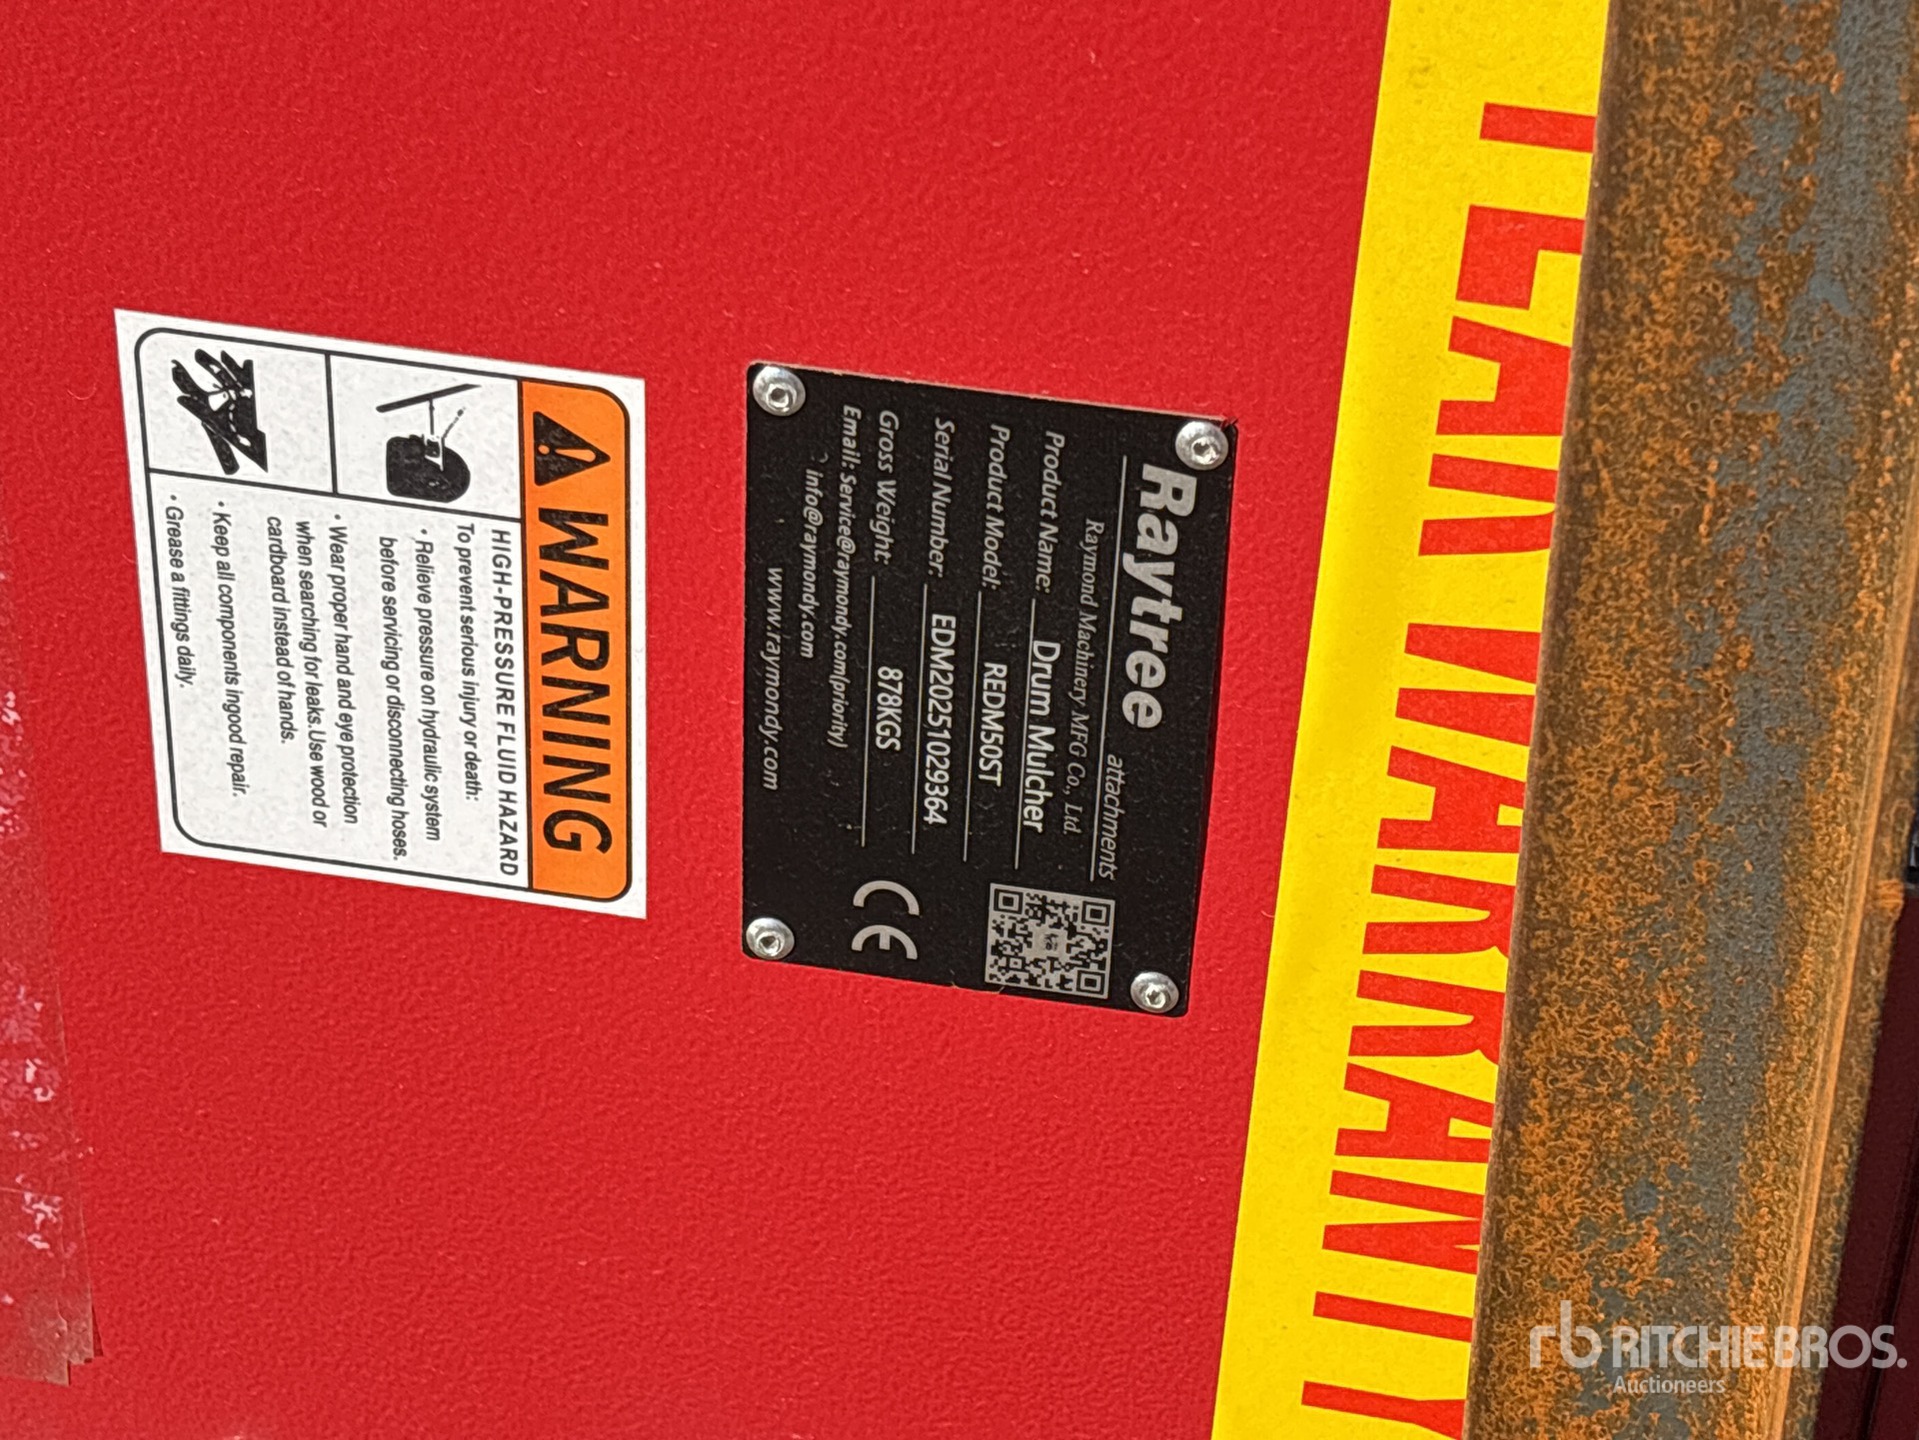 1 YEAR WARRANTY
Raytree attachments
Raymond Machinery MFG Co., Ltd.
Product Name: Drum Mulcher
Product Model: REDM50ST
Serial Number: EDM20251029364
Gross Weight: 878KGS
Email: Service@raymondy.com(priority)
info@raymondy.com
www.raymondy.com
CE
WARNING
HIGH-PRESSURE FLUID HAZARD
To prevent serious injury or death:
• Relieve pressure on hydraulic system
before servicing or disconnecting hoses.
• Wear proper hand and eye protection
when searching for leaks. Use wood or
cardboard instead of hands.
• Keep all components ingood repair.
• Grease a fittings daily.
rb RITCHIE BROS.
Auctioneers